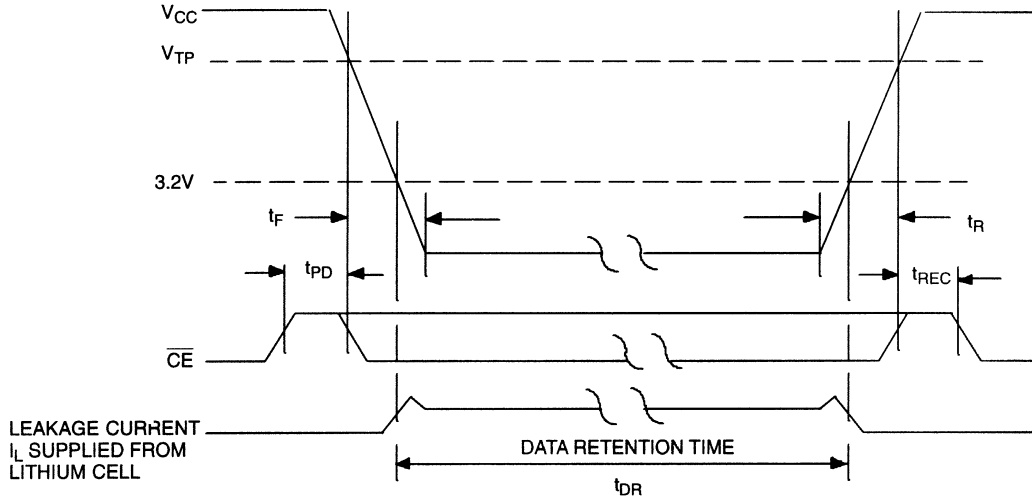 VCC
VTP
3.2V
tF
tR
tPD
tREC
CE
LEAKAGE CURRENT
IL SUPPLIED FROM
LITHIUM CELL
DATA RETENTION TIME
tDR